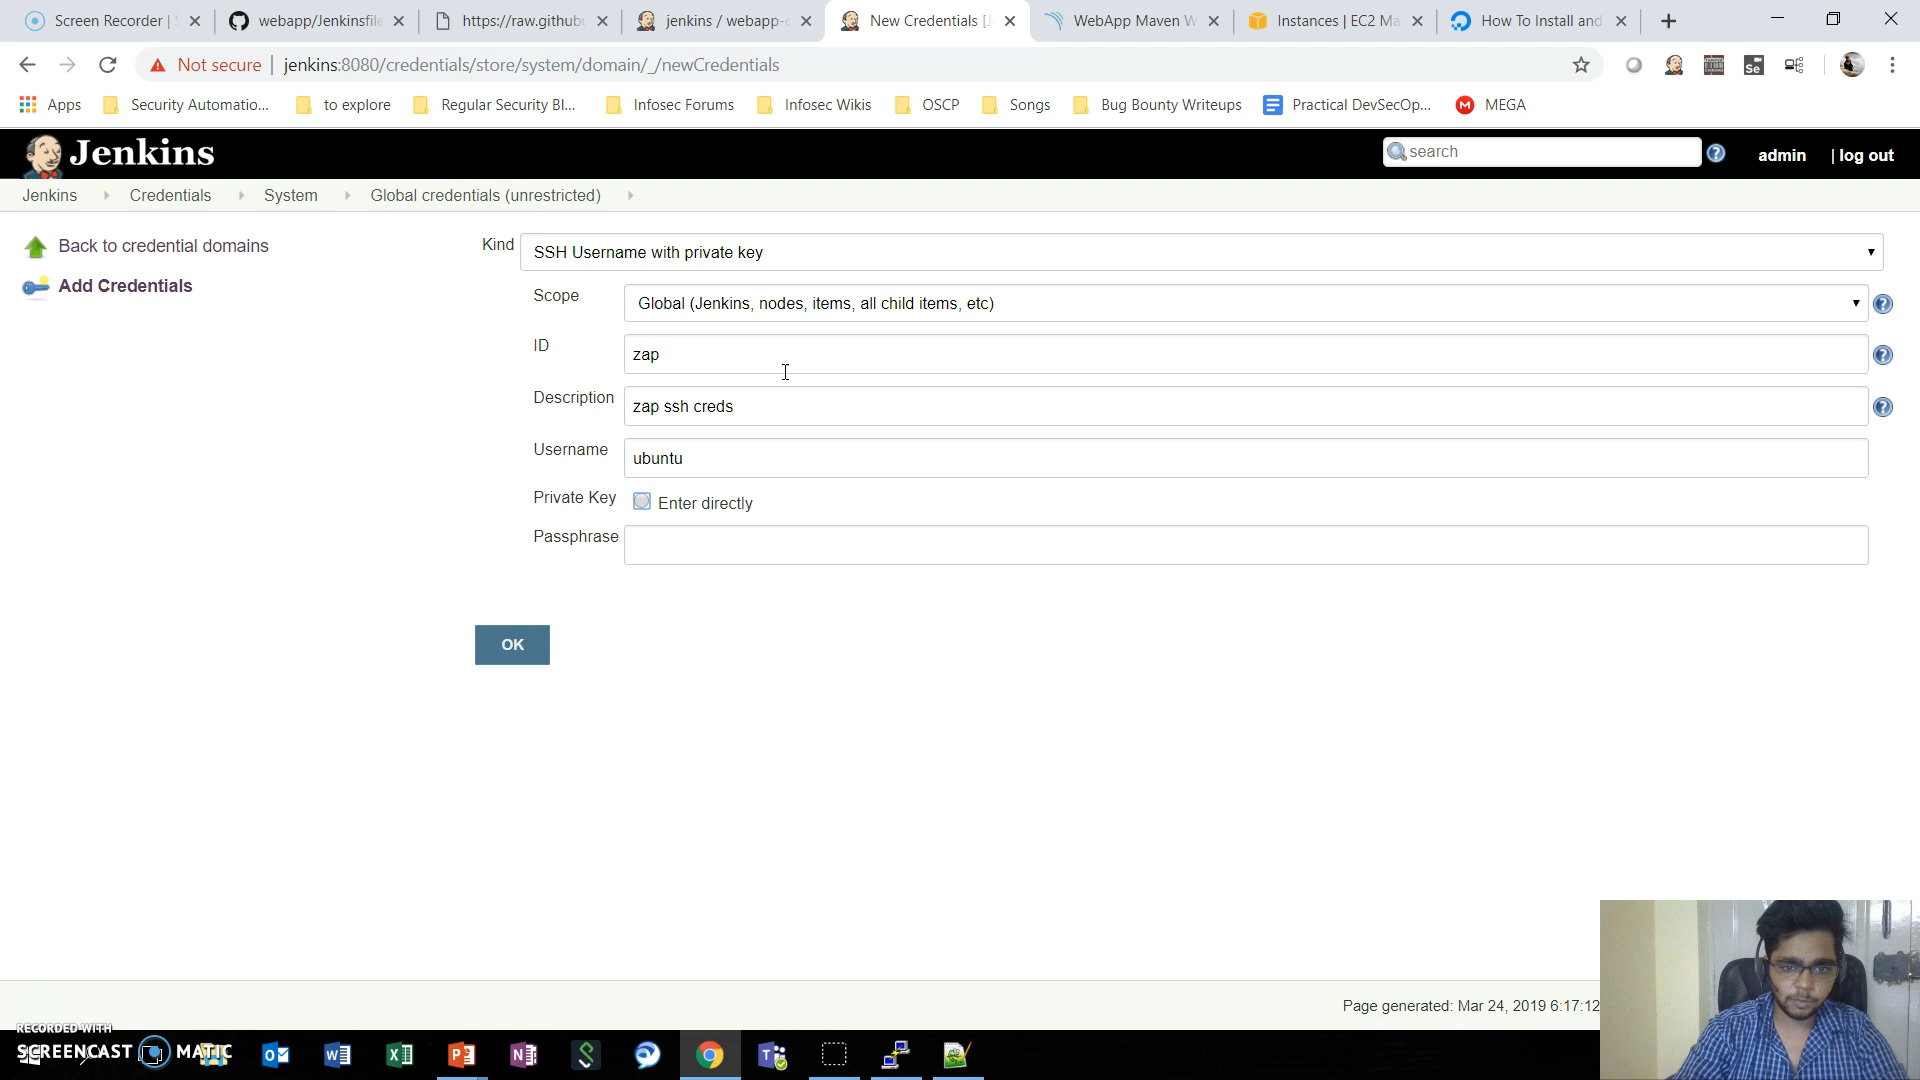 Screen Recorder | S
webapp/Jenkinsfile
https://raw.githubu
jenkins / webapp-c
New Credentials [J
WebApp Maven W
Instances | EC2 Ma
How To Install and
Not secure
jenkins:8080/credentials/store/system/domain/_/newCredentials
Se
Apps
Security Automatio...
to explore
Regular Security Bl...
Infosec Forums
Infosec Wikis
OSCP
Songs
Bug Bounty Writeups
Practical DevSecOp...
M
MEGA
Jenkins
search
?
admin
| log out
Jenkins
Credentials
System
Global credentials (unrestricted)
Back to credential domains
Add Credentials
Kind
SSH Username with private key
Scope
Global (Jenkins, nodes, items, all child items, etc)
?
ID
zap
?
Description
zap ssh creds
?
Username
ubuntu
Private Key
Enter directly
Passphrase
OK
Page generated: Mar 24, 2019 6:17:12
RECORDED WITH
SCREENCAST MATIC